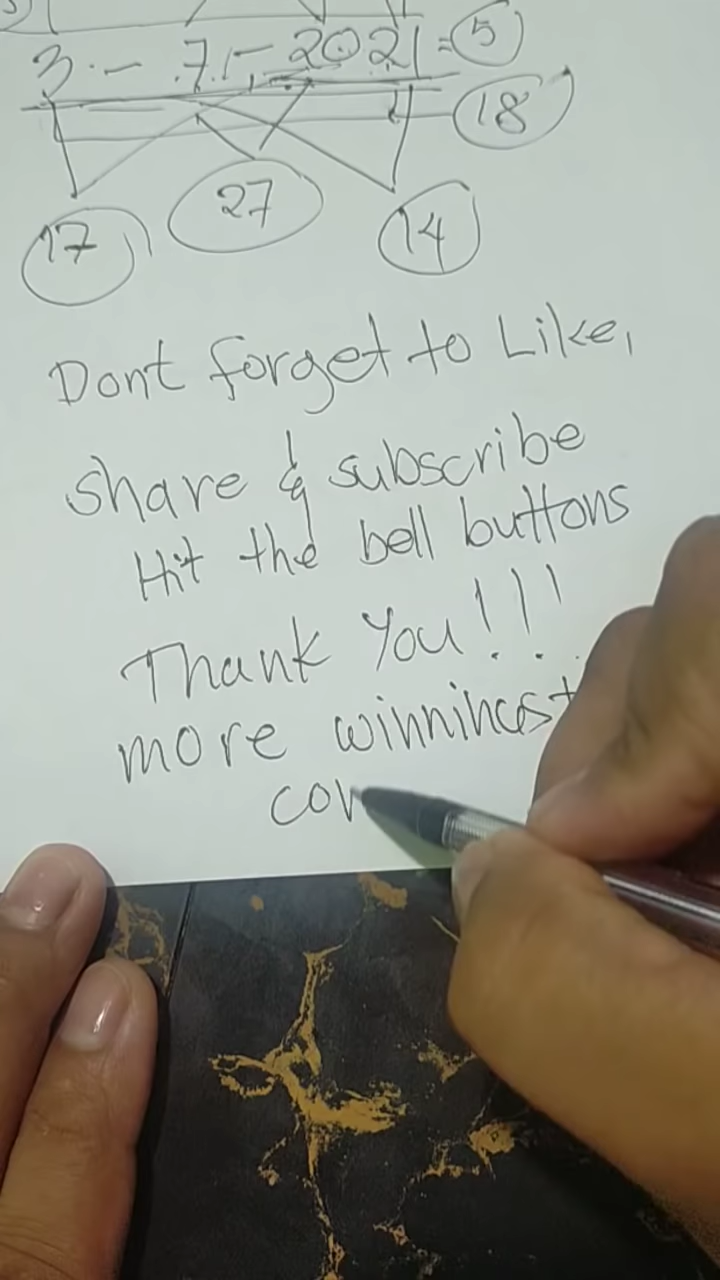 3 - 7 - 2021 = 5
18
17 27 14
Dont forget to Like,
share & subscribe
Hit the bell buttons
Thank You!!!
more winnings t
com